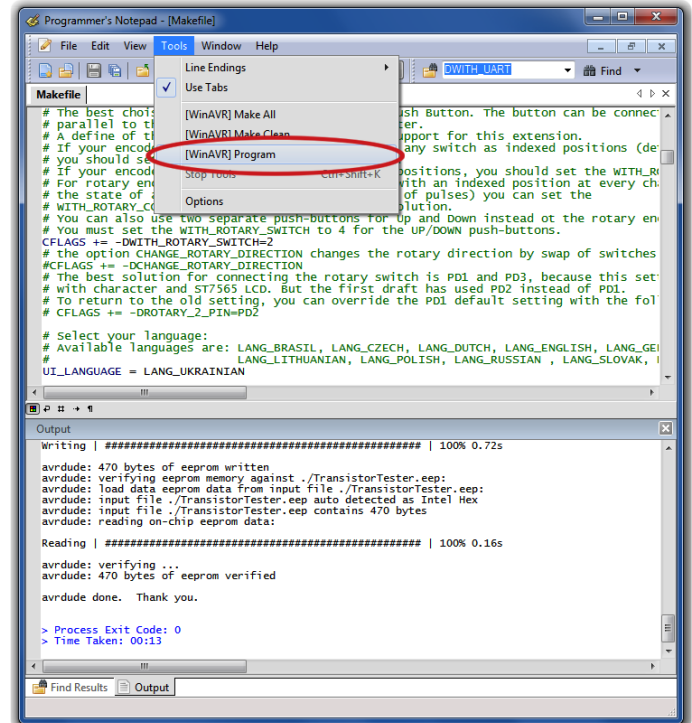 Programmer's Notepad - [Makefile]
File Edit View Tools Window Help
DWITH_UART Find
Line Endings
Use Tabs
[WinAVR] Make All
[WinAVR] Make Clean
[WinAVR] Program
Stop Tools Ctrl+Shift+K
Options
Makefile
# The best choi ush Button. The button can be connec
# parallel to th er.
# A define of th upport for this extension.
# If your encode any switch as indexed positions (de
# you should se
# If your encode positions, you should set the WITH_R
# For rotary en with an indexed position at every cha
# the state of a of pulses) you can set the
# WITH_ROTARY_CO olution.
# You can also use two separate push-buttons for Up and Down instead ot the rotary en
# You must set the WITH_ROTARY_SWITCH to 4 for the UP/DOWN push-buttons.
CFLAGS += -DWITH_ROTARY_SWITCH=2
# the option CHANGE_ROTARY_DIRECTION changes the rotary direction by swap of switches
#CFLAGS += -DCHANGE_ROTARY_DIRECTION
# The best solution for connecting the rotary switch is PD1 and PD3, because this set
# with character and ST7565 LCD. But the first draft has used PD2 instead of PD1.
# To return to the old setting, you can override the PD1 default setting with the fol
# CFLAGS += -DROTARY_2_PIN=PD2
# Select your language:
# Available languages are: LANG_BRASIL, LANG_CZECH, LANG_DUTCH, LANG_ENGLISH, LANG_GE
# LANG_LITHUANIAN, LANG_POLISH, LANG_RUSSIAN , LANG_SLOVAK,
UI_LANGUAGE = LANG_UKRAINIAN
Output
Writing | ################################################## | 100% 0.72s
avrdude: 470 bytes of eeprom written
avrdude: verifying eeprom memory against ./TransistorTester.eep:
avrdude: load data eeprom data from input file ./TransistorTester.eep:
avrdude: input file ./TransistorTester.eep auto detected as Intel Hex
avrdude: input file ./TransistorTester.eep contains 470 bytes
avrdude: reading on-chip eeprom data:
Reading | ################################################## | 100% 0.16s
avrdude: verifying ...
avrdude: 470 bytes of eeprom verified
avrdude done. Thank you.
> Process Exit Code: 0
> Time Taken: 00:13
Find Results Output